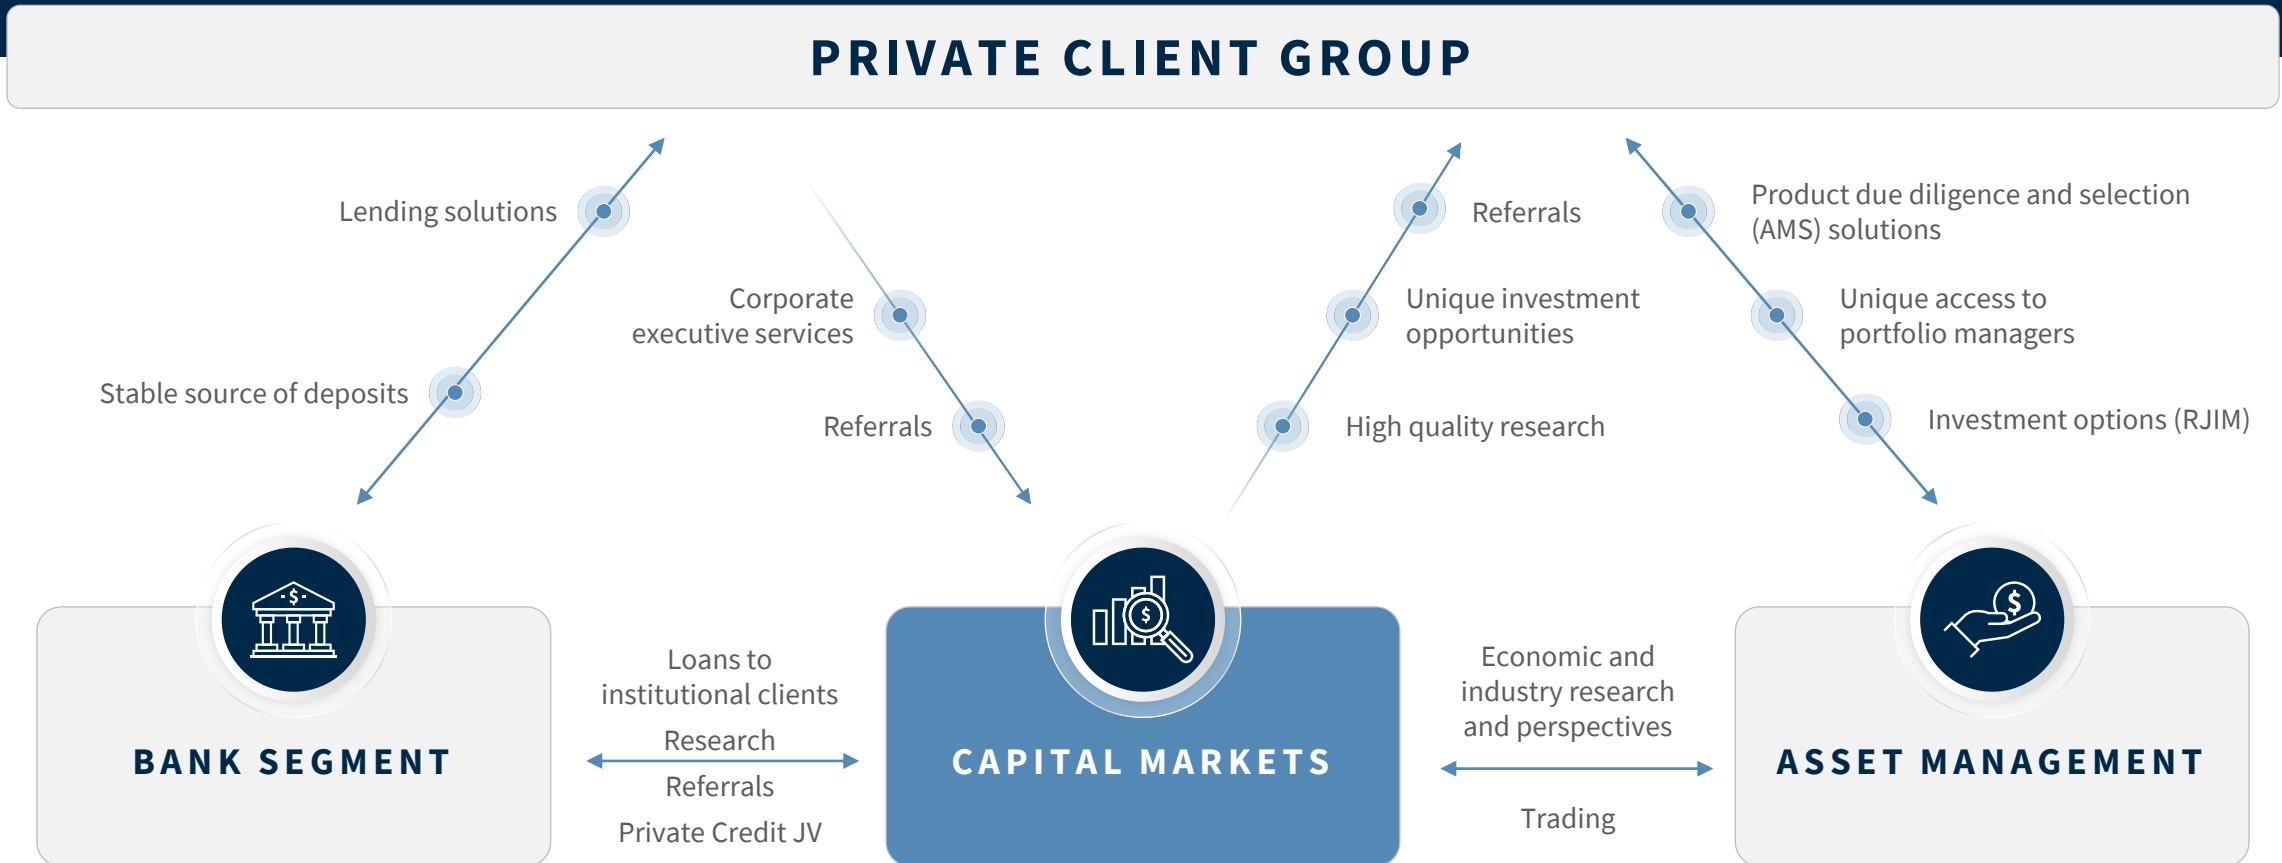 PRIVATE CLIENT GROUP
Lending solutions
Stable source of deposits
Corporate
executive services
Referrals
Referrals
Unique investment
opportunities
High quality research
Product due diligence and selection
(AMS) solutions
Unique access to
portfolio managers
Investment options (RJIM)
BANK SEGMENT
Loans to
institutional clients
Research
Referrals
Private Credit JV
CAPITAL MARKETS
Economic and
industry research
and perspectives
Trading
ASSET MANAGEMENT
$
$
$